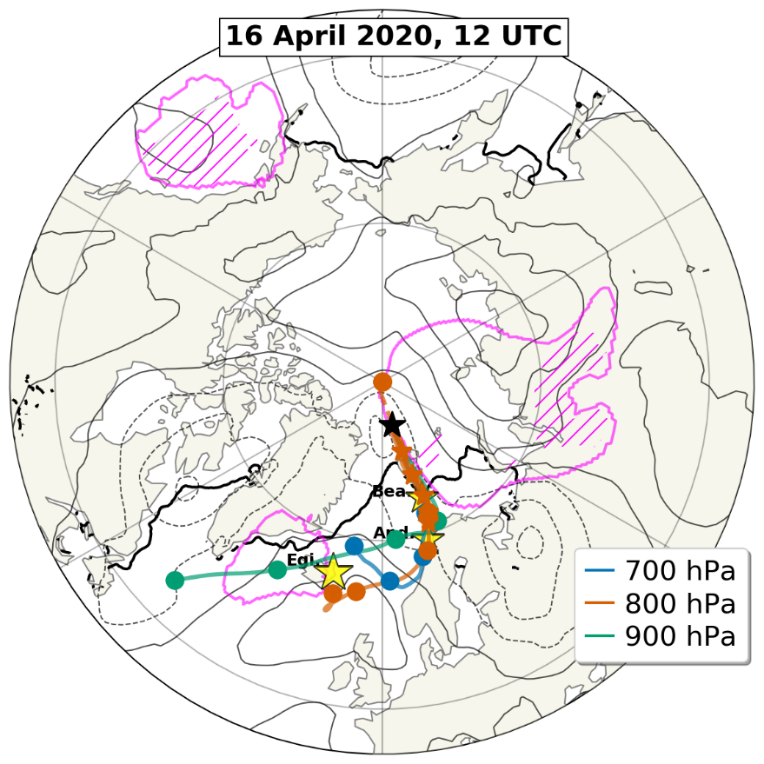 16 April 2020, 12 UTC
Bea.
And.
Egi.
700 hPa
800 hPa
900 hPa